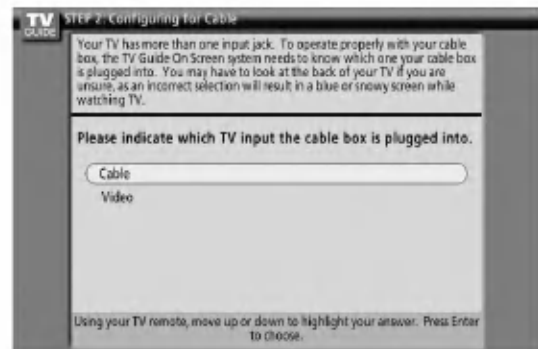 TV
GUIDE
STEP 2: Configuring for Cable
Your TV has more than one input jack. To operate properly with your cable
box, the TV Guide On Screen system needs to know which one your cable box
is plugged into. You may have to look at the back of your TV if you are
unsure, as an incorrect selection will result in a blue or snowy screen while
watching TV.
Please indicate which TV input the cable box is plugged into.
Cable
Video
Using your TV remote, move up or down to highlight your answer. Press Enter
to choose.